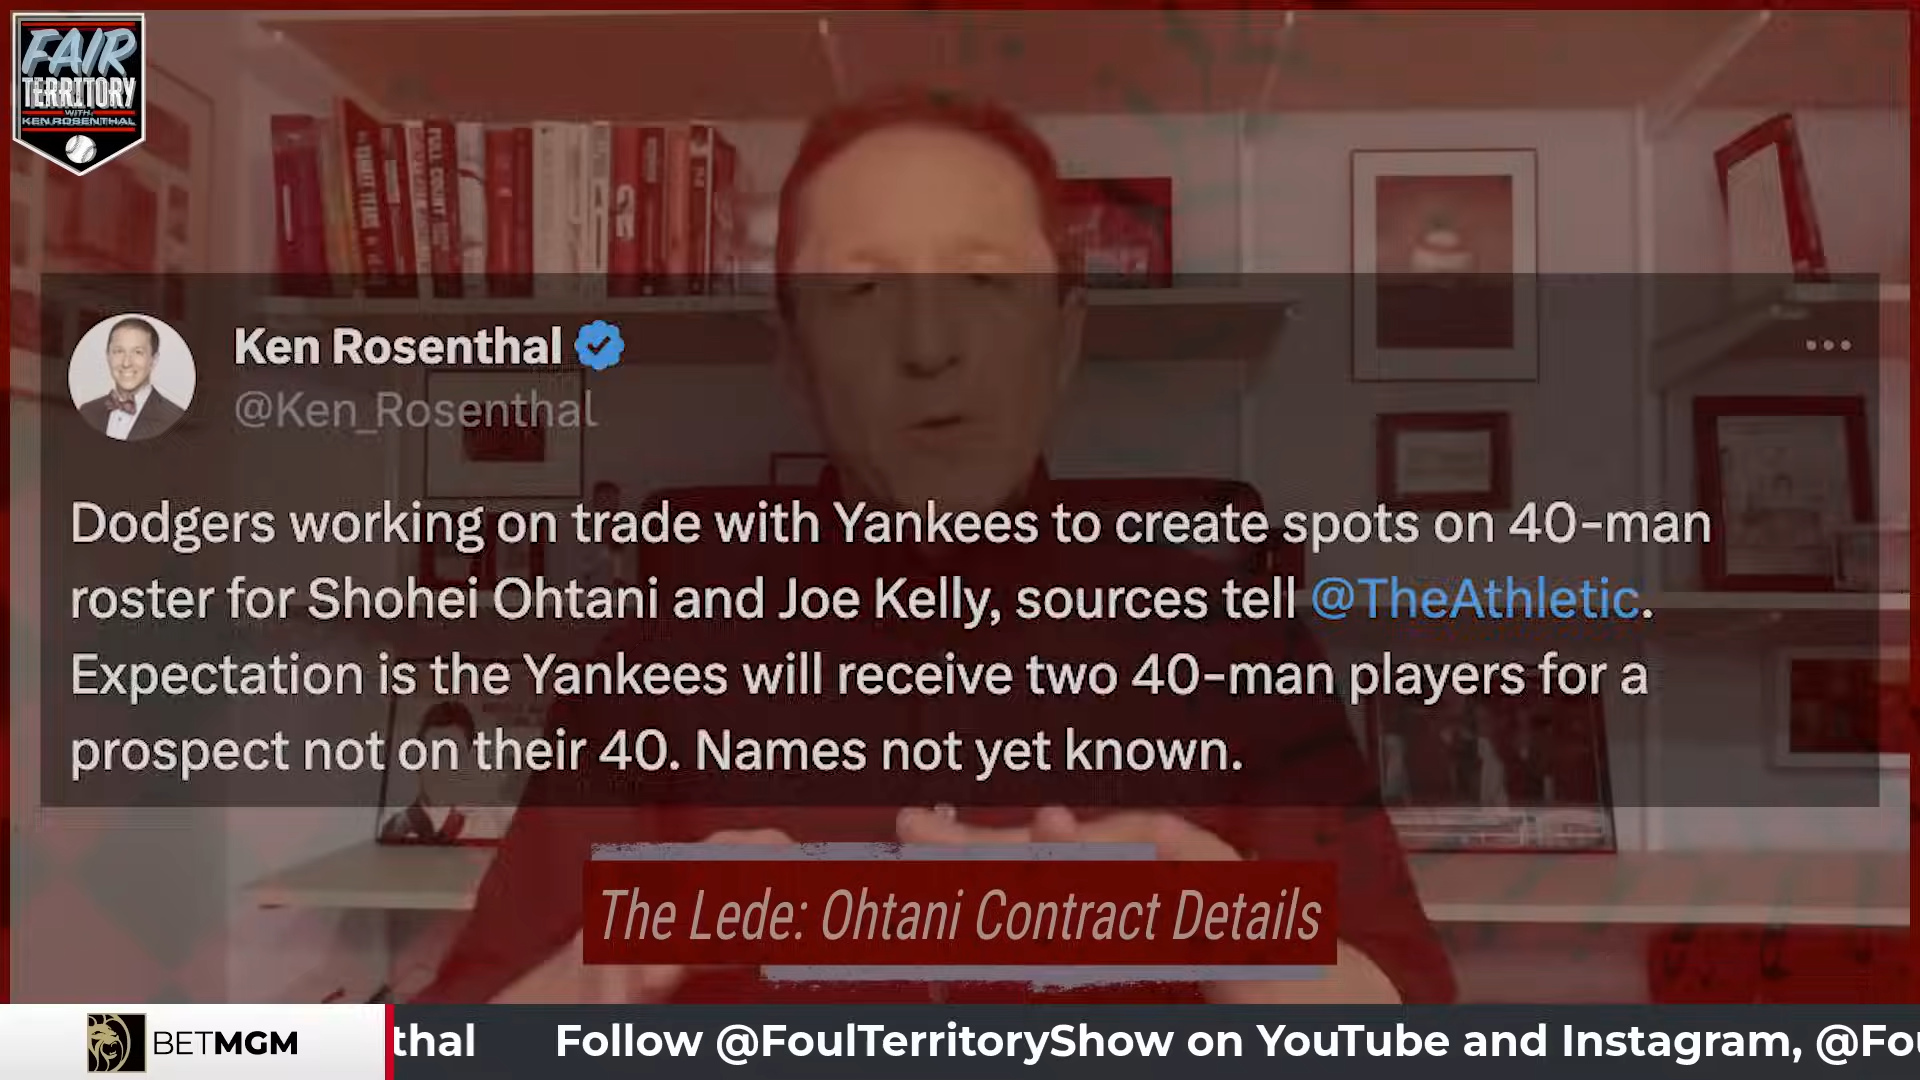 FAIR
TERRITORY
WITH
KEN ROSENTHAL
Ken Rosenthal
@Ken_Rosenthal
Dodgers working on trade with Yankees to create spots on 40-man
roster for Shohei Ohtani and Joe Kelly, sources tell @TheAthletic.
Expectation is the Yankees will receive two 40-man players for a
prospect not on their 40. Names not yet known.
The Lede: Ohtani Contract Details
BETMGM
thal Follow @FoulTerritoryShow on YouTube and Instagram, @Fou